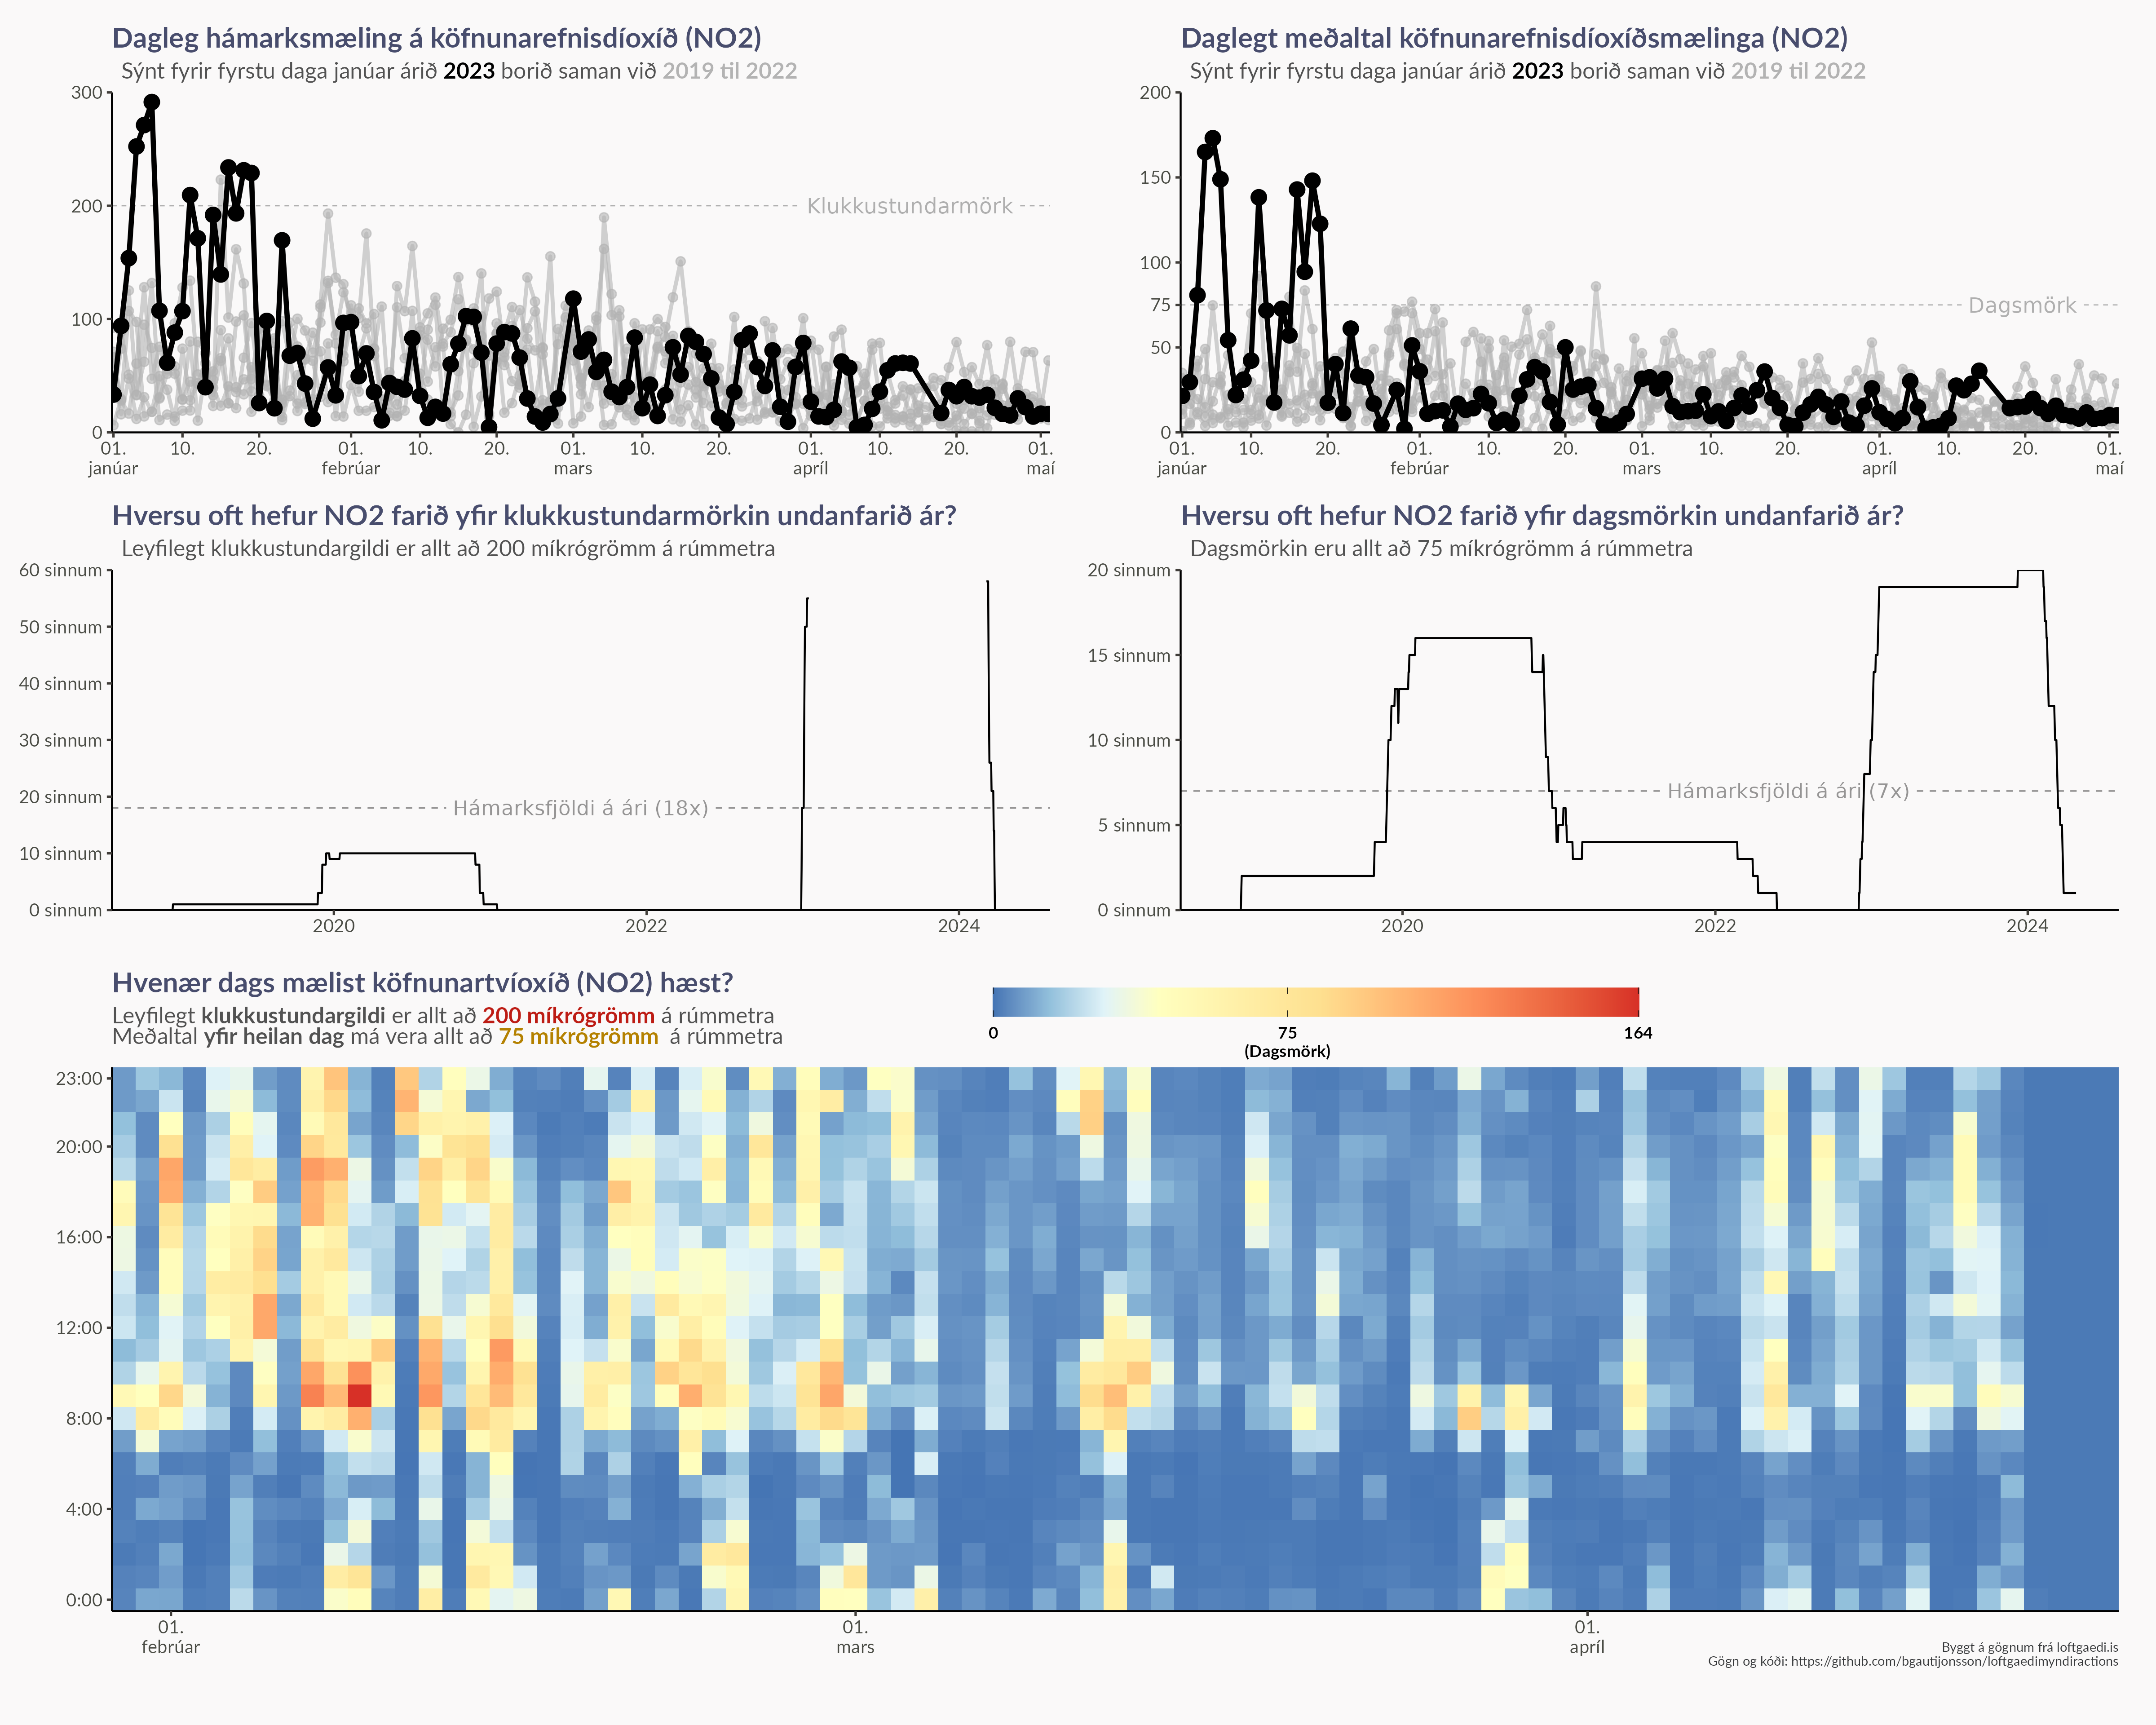 Dagleg hámarksmæling á köfnunarefnisdíoxíð (NO2)
Sýnt fyrir fyrstu daga janúar árið 2023 borið saman við 2019 til 2022
300
200
100
0
Klukkustundarmörk
01. 10. 20. 01. 10. 20. 01. 10. 20. 01. 10. 20. 01.
janúar febrúar mars apríl maí
Daglegt meðaltal köfnunarefnisdíoxíðsmælinga (NO2)
Sýnt fyrir fyrstu daga janúar árið 2023 borið saman við 2019 til 2022
200
150
100
75
50
0
Dagsmörk
01. 10. 20. 01. 10. 20. 01. 10. 20. 01. 10. 20. 01.
janúar febrúar mars apríl maí
Hversu oft hefur NO2 farið yfir klukkustundarmörkin undanfarið ár?
Leyfilegt klukkustundargildi er allt að 200 míkrógrömm á rúmmetra
60 sinnum
50 sinnum
40 sinnum
30 sinnum
20 sinnum
10 sinnum
0 sinnum
Hámarksfjöldi á ári (18x)
2020 2022 2024
Hversu oft hefur NO2 farið yfir dagsmörkin undanfarið ár?
Dagsmörkin eru allt að 75 míkrógrömm á rúmmetra
20 sinnum
15 sinnum
10 sinnum
5 sinnum
0 sinnum
Hámarksfjöldi á ári (7x)
2020 2022 2024
Hvenær dags mælist köfnunartvíoxíð (NO2) hæst?
Leyfilegt klukkustundargildi er allt að 200 míkrógrömm á rúmmetra
Meðaltal yfir heilan dag má vera allt að 75 míkrógrömm á rúmmetra
0 75 164
(Dagsmörk)
23:00
20:00
16:00
12:00
8:00
4:00
0:00
01. 01. 01.
febrúar mars apríl
Byggt á gögnum frá loftgaedi.is
Gögn og kóði: https://github.com/bgautijonsson/loftgaedimyndiractions